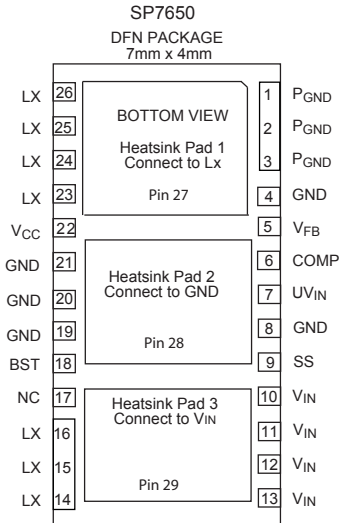 SP7650
DFN PACKAGE
7mm x 4mm
BOTTOM VIEW
Heatsink Pad 1
Connect to Lx
Pin 27
Heatsink Pad 2
Connect to GND
Pin 28
Heatsink Pad 3
Connect to VIN
Pin 29
LX 26
LX 25
LX 24
LX 23
VCC 22
GND 21
GND 20
GND 19
BST 18
NC 17
LX 16
LX 15
LX 14
1 PGND
2 PGND
3 PGND
4 GND
5 VFB
6 COMP
7 UVIN
8 GND
9 SS
10 VIN
11 VIN
12 VIN
13 VIN